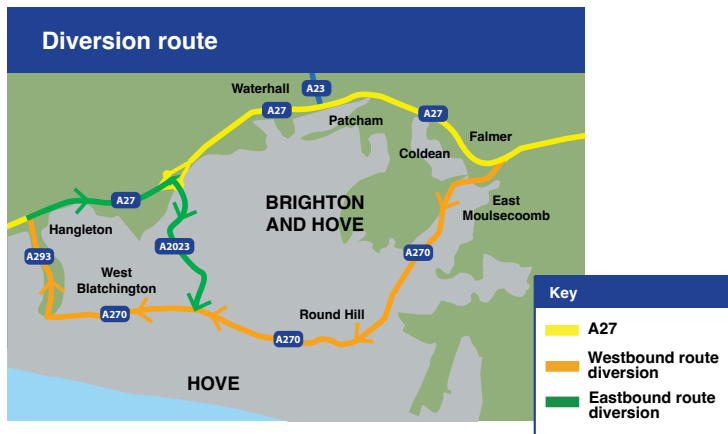 Diversion route
Waterhall
A23
A27
Patcham
A27
Falmer
Coldean
A27
BRIGHTON
AND HOVE
East
Moulsecoomb
Hangleton
A2023
A293
West
Blatchington
A270
A270
Round Hill
A270
HOVE
Key
A27
Westbound route
diversion
Eastbound route
diversion